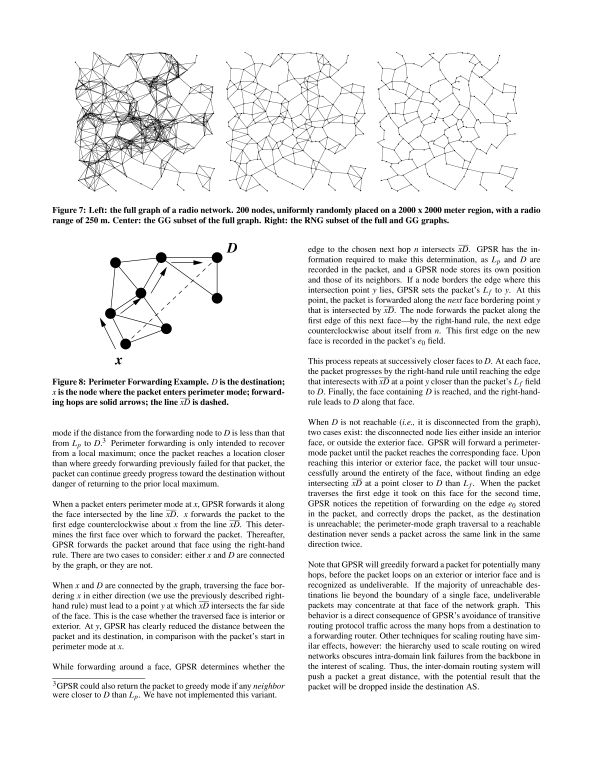 Figure 7: Left: the full graph of a radio network. 200 nodes, uniformly randomly placed on a 2000 x 2000 meter region, with a radio
range of 250 m. Center: the GG subset of the full graph. Right: the RNG subset of the full and GG graphs.
D
x
Figure 8: Perimeter Forwarding Example. D is the destination;
x is the node where the packet enters perimeter mode; forward-
ing hops are solid arrows; the line xD is dashed.
mode if the distance from the forwarding node to D is less than that
from Lp to D.3 Perimeter forwarding is only intended to recover
from a local maximum; once the packet reaches a location closer
than where greedy forwarding previously failed for that packet, the
packet can continue greedy progress toward the destination without
danger of returning to the prior local maximum.
When a packet enters perimeter mode at x, GPSR forwards it along
the face intersected by the line xD. x forwards the packet to the
first edge counterclockwise about x from the line xD. This deter-
mines the first face over which to forward the packet. Thereafter,
GPSR forwards the packet around that face using the right-hand
rule. There are two cases to consider: either x and D are connected
by the graph, or they are not.
When x and D are connected by the graph, traversing the face bor-
dering x in either direction (we use the previously described right-
hand rule) must lead to a point y at which xD intersects the far side
of the face. This is the case whether the traversed face is interior or
exterior. At y, GPSR has clearly reduced the distance between the
packet and its destination, in comparison with the packet's start in
perimeter mode at x.
While forwarding around a face, GPSR determines whether the
3GPSR could also return the packet to greedy mode if any neighbor
were closer to D than Lp. We have not implemented this variant.
edge to the chosen next hop n intersects xD. GPSR has the in-
formation required to make this determination, as Lp and D are
recorded in the packet, and a GPSR node stores its own position
and those of its neighbors. If a node borders the edge where this
intersection point y lies, GPSR sets the packet's Lf to y. At this
point, the packet is forwarded along the next face bordering point y
that is intersected by xD. The node forwards the packet along the
first edge of this next face—by the right-hand rule, the next edge
counterclockwise about itself from n. This first edge on the new
face is recorded in the packet's e0 field.
This process repeats at successively closer faces to D. At each face,
the packet progresses by the right-hand rule until reaching the edge
that interesects with xD at a point y closer than the packet's Lf field
to D. Finally, the face containing D is reached, and the right-hand-
rule leads to D along that face.
When D is not reachable (i.e., it is disconnected from the graph),
two cases exist: the disconnected node lies either inside an interior
face, or outside the exterior face. GPSR will forward a perimeter-
mode packet until the packet reaches the corresponding face. Upon
reaching this interior or exterior face, the packet will tour unsuc-
cessfully around the entirety of the face, without finding an edge
intersecting xD at a point closer to D than Lf. When the packet
traverses the first edge it took on this face for the second time,
GPSR notices the repetition of forwarding on the edge e0 stored
in the packet, and correctly drops the packet, as the destination
is unreachable; the perimeter-mode graph traversal to a reachable
destination never sends a packet across the same link in the same
direction twice.
Note that GPSR will greedily forward a packet for potentially many
hops, before the packet loops on an exterior or interior face and is
recognized as undeliverable. If the majority of unreachable des-
tinations lie beyond the boundary of a single face, undeliverable
packets may concentrate at that face of the network graph. This
behavior is a direct consequence of GPSR's avoidance of transitive
routing protocol traffic across the many hops from a destination to
a forwarding router. Other techniques for scaling routing have sim-
ilar effects, however: the hierarchy used to scale routing on wired
networks obscures intra-domain link failures from the backbone in
the interest of scaling. Thus, the inter-domain routing system will
push a packet a great distance, with the potential result that the
packet will be dropped inside the destination AS.